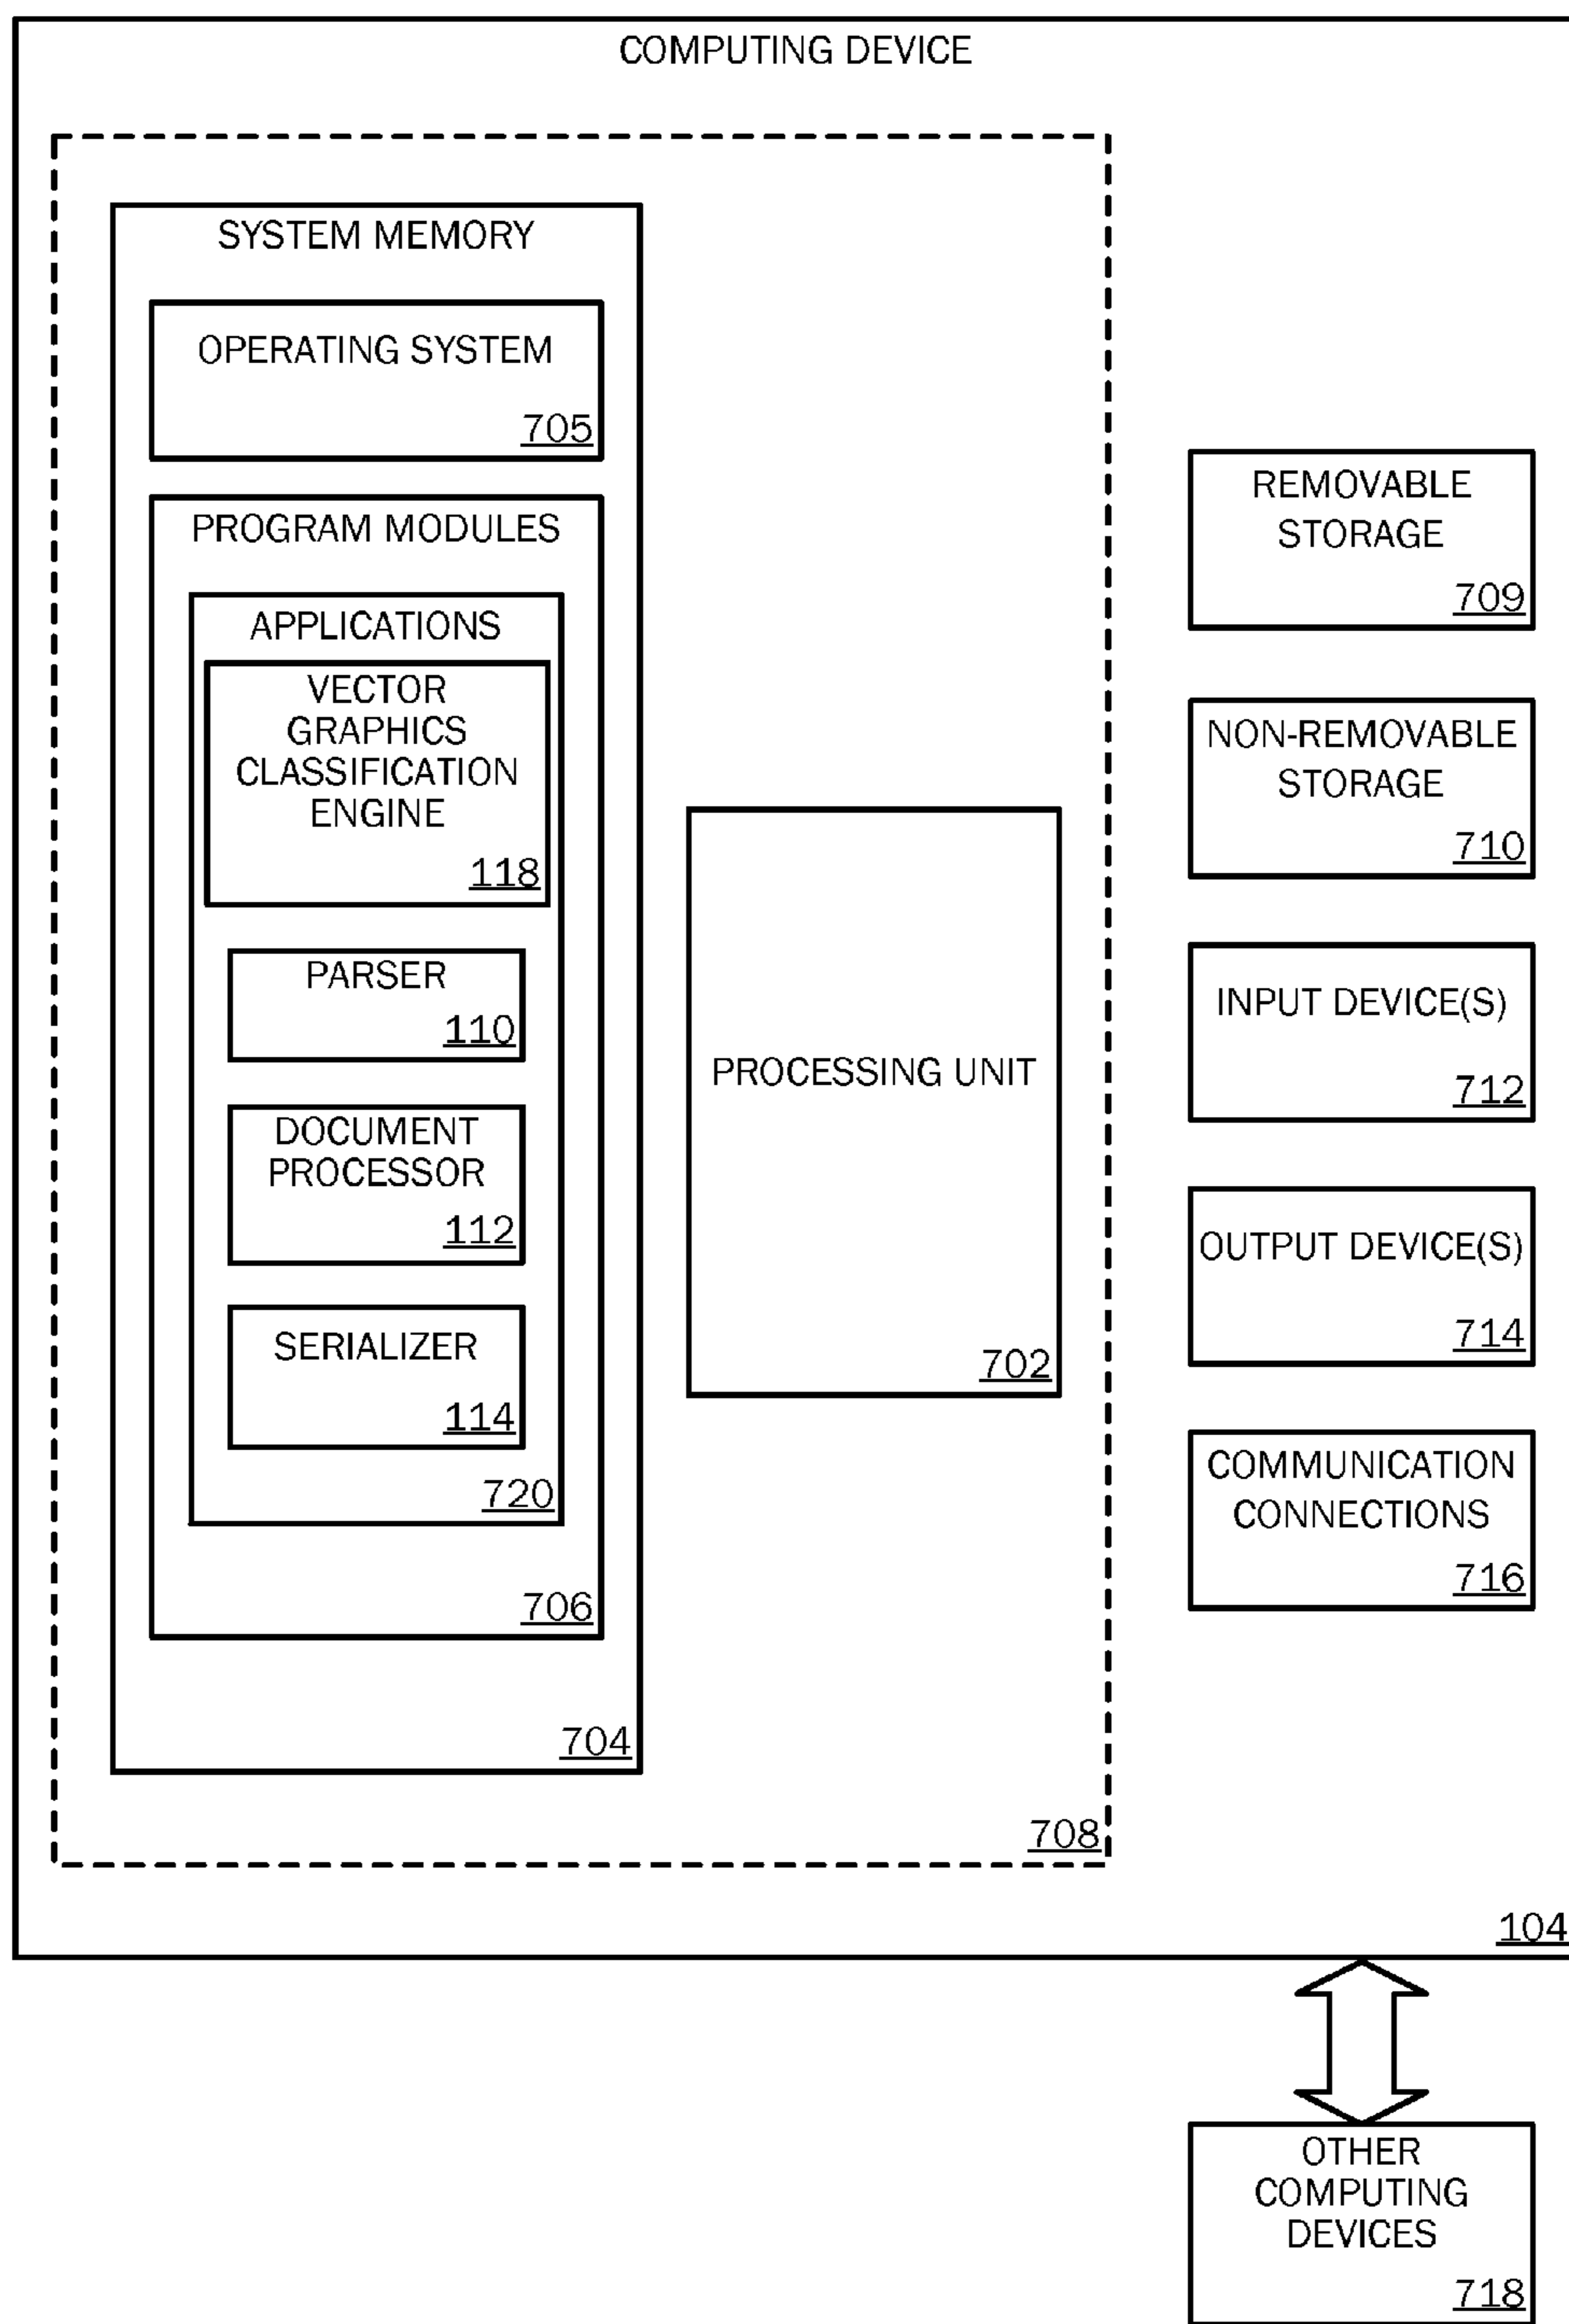 COMPUTING DEVICE
SYSTEM MEMORY
OPERATING SYSTEM
705
PROGRAM MODULES
APPLICATIONS
VECTOR
GRAPHICS
CLASSIFICATION
ENGINE
118
PARSER
110
DOCUMENT
PROCESSOR
112
SERIALIZER
114
720
706
704
PROCESSING UNIT
702
708
REMOVABLE
STORAGE
709
NON-REMOVABLE
STORAGE
710
INPUT DEVICE(S)
712
OUTPUT DEVICE(S)
714
COMMUNICATION
CONNECTIONS
716
104
OTHER
COMPUTING
DEVICES
718